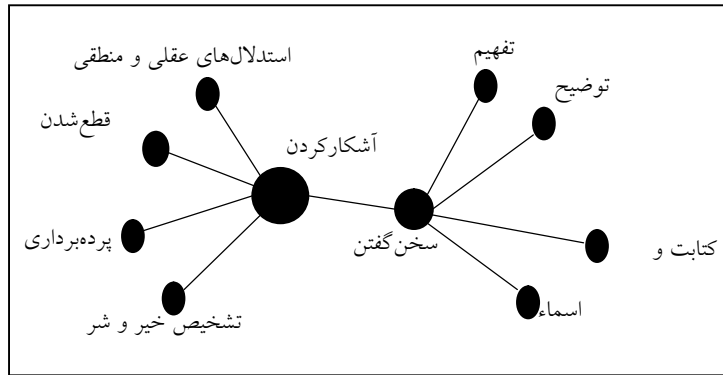 استدلال‌های عقلی و منطقی
تفهیم
توضیح
قطع‌شدن
آشکارکردن
پرده‌برداری
سخن‌گفتن
کتابت و
تشخیص خیر و شر
اسماء